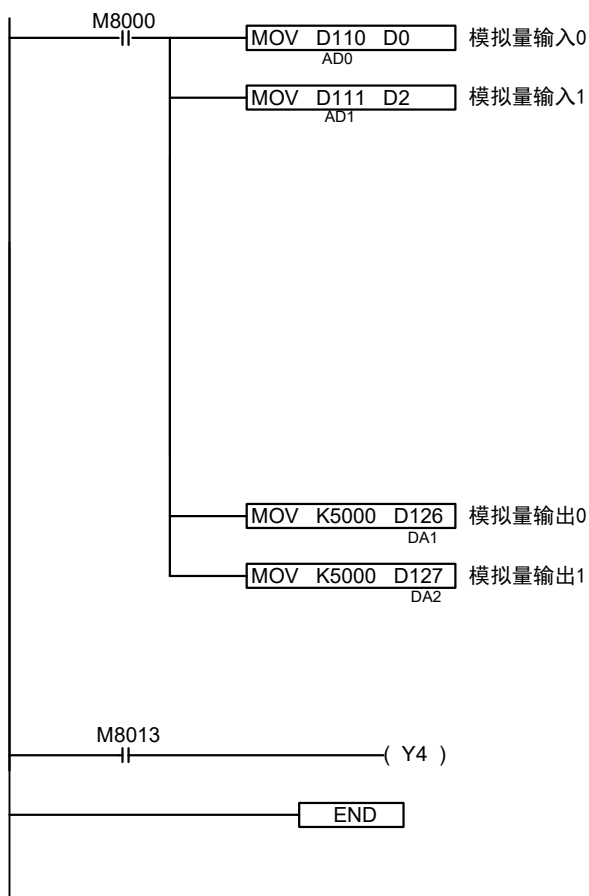 M8000
MOV D110 D0 模拟量输入0
AD0
MOV D111 D2 模拟量输入1
AD1
MOV K5000 D126 模拟量输出0
DA1
MOV K5000 D127 模拟量输出1
DA2
M8013
( Y4 )
END